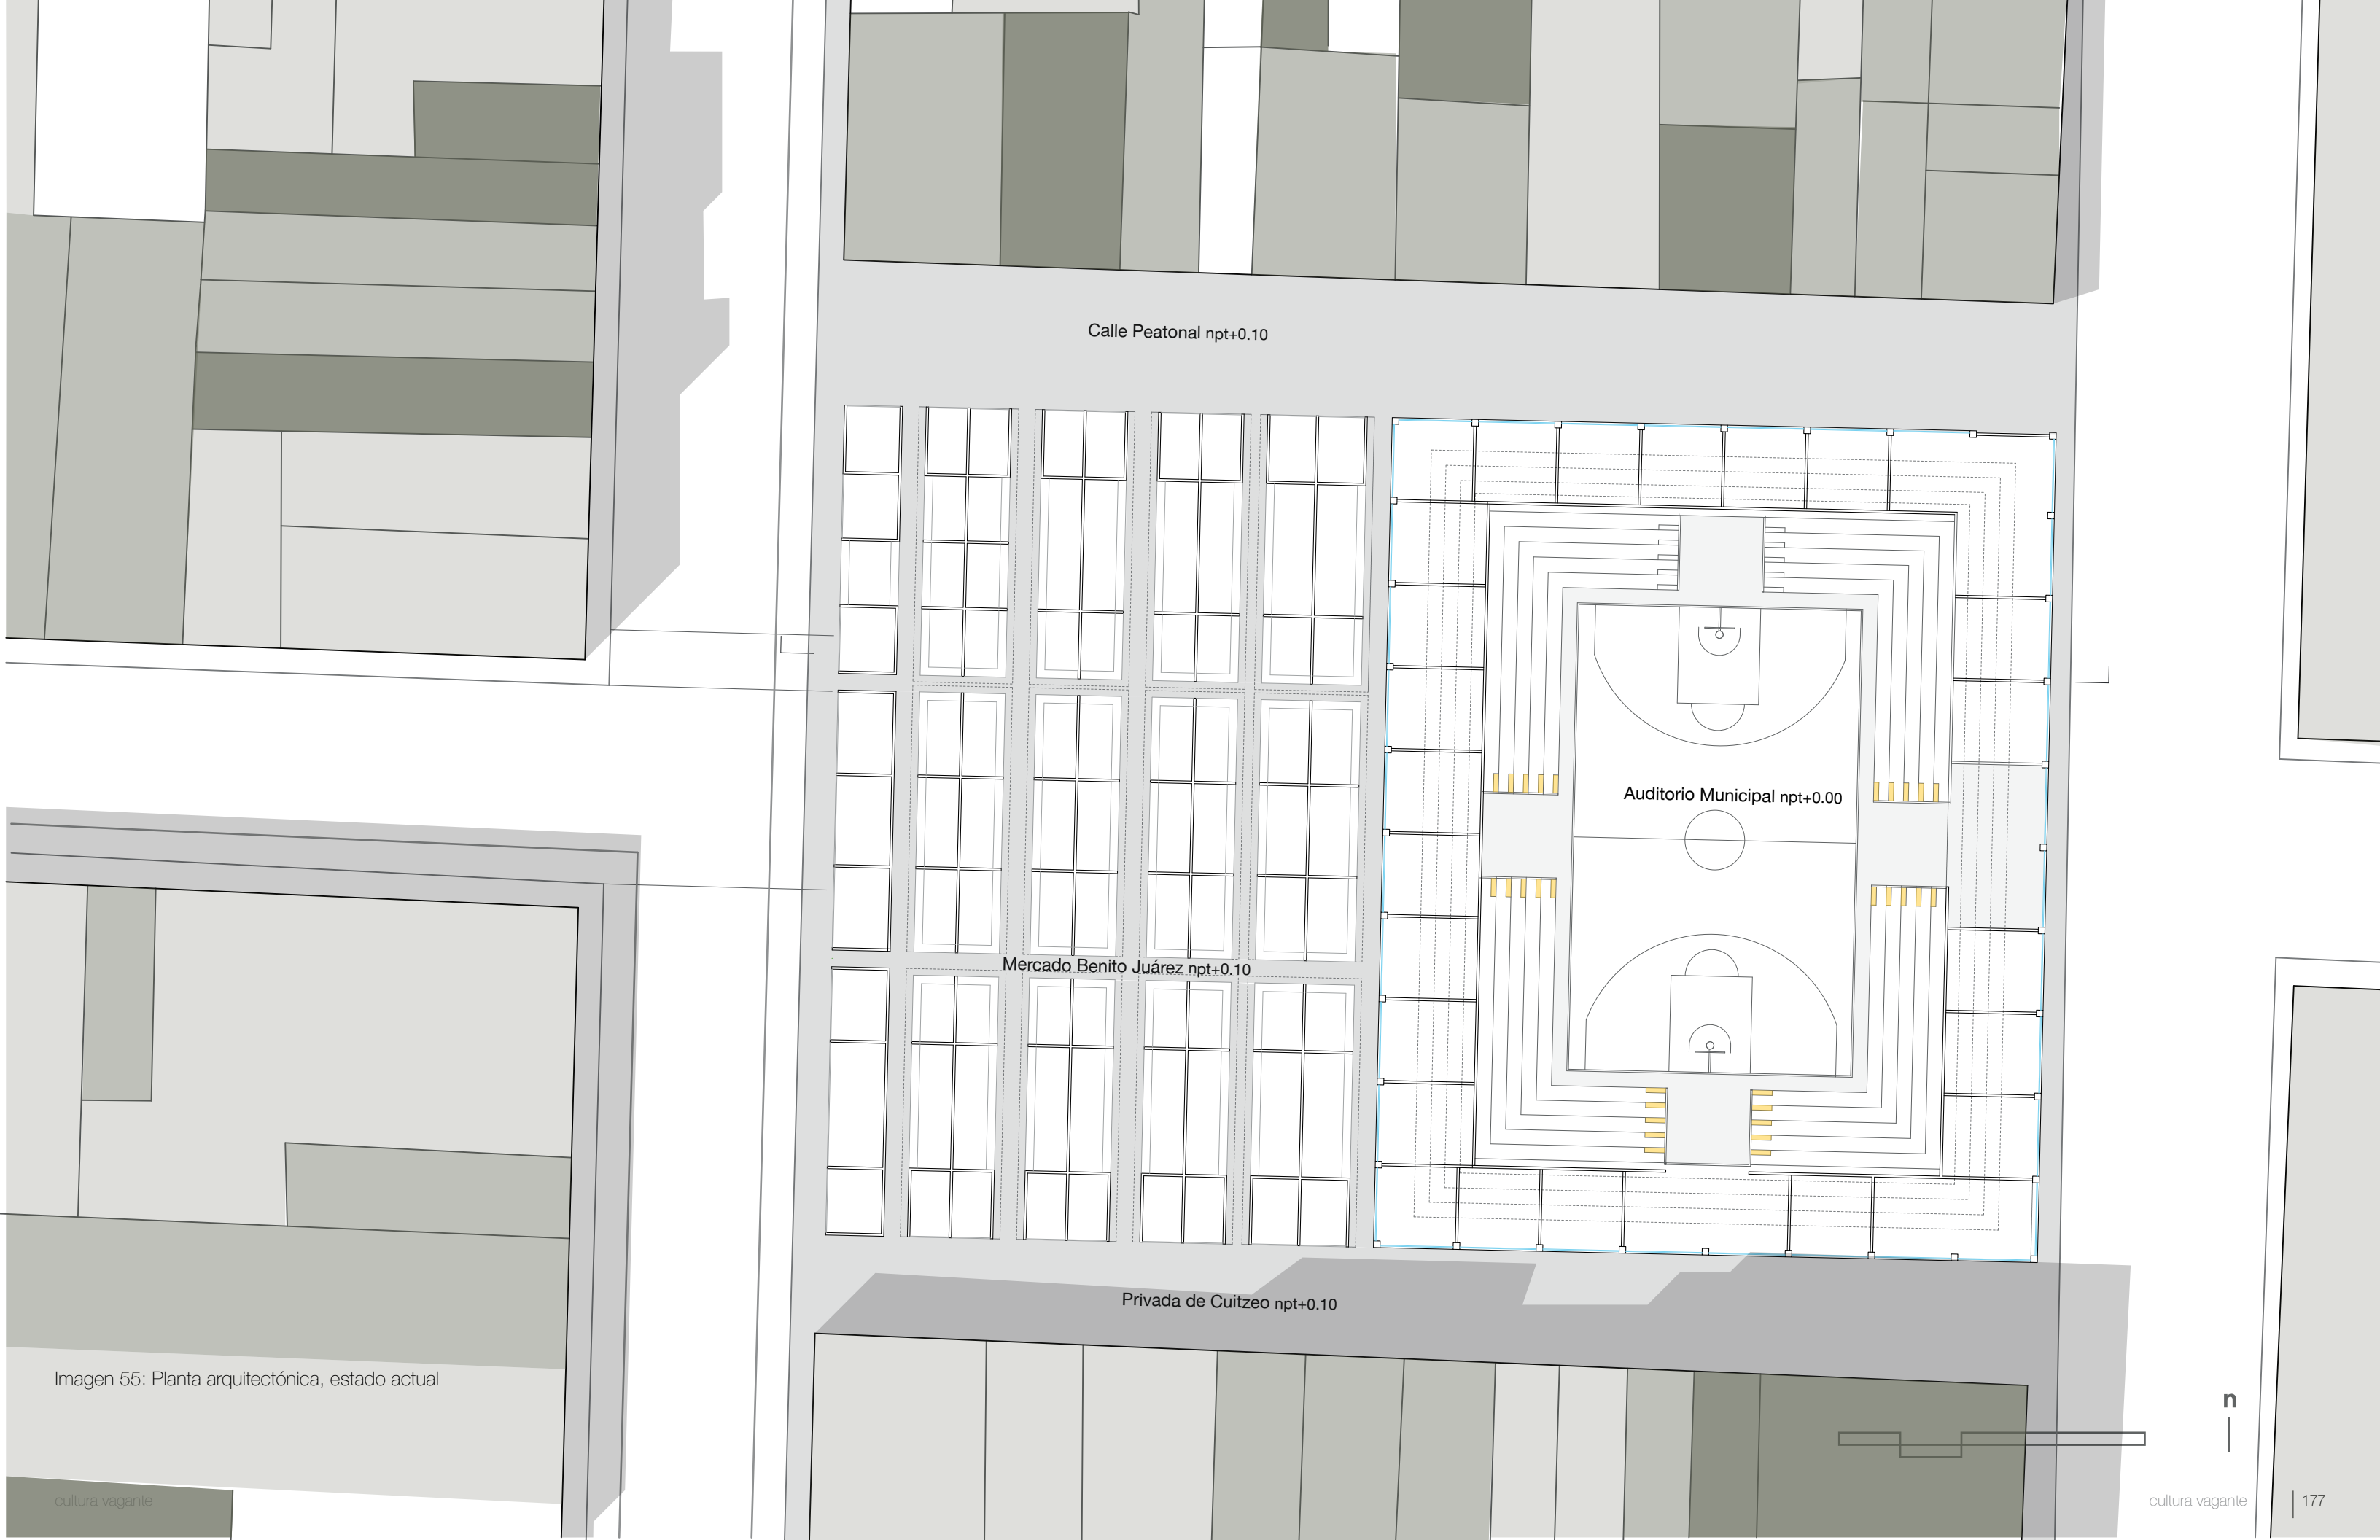 Calle Peatonal npt+0.10
Auditorio Municipal npt+0.00
Mercado Benito Juárez npt+0.10
Privada de Cuitzeo npt+0.10
Imagen 55: Planta arquitectónica, estado actual
n
cultura vagante
cultura vagante
177